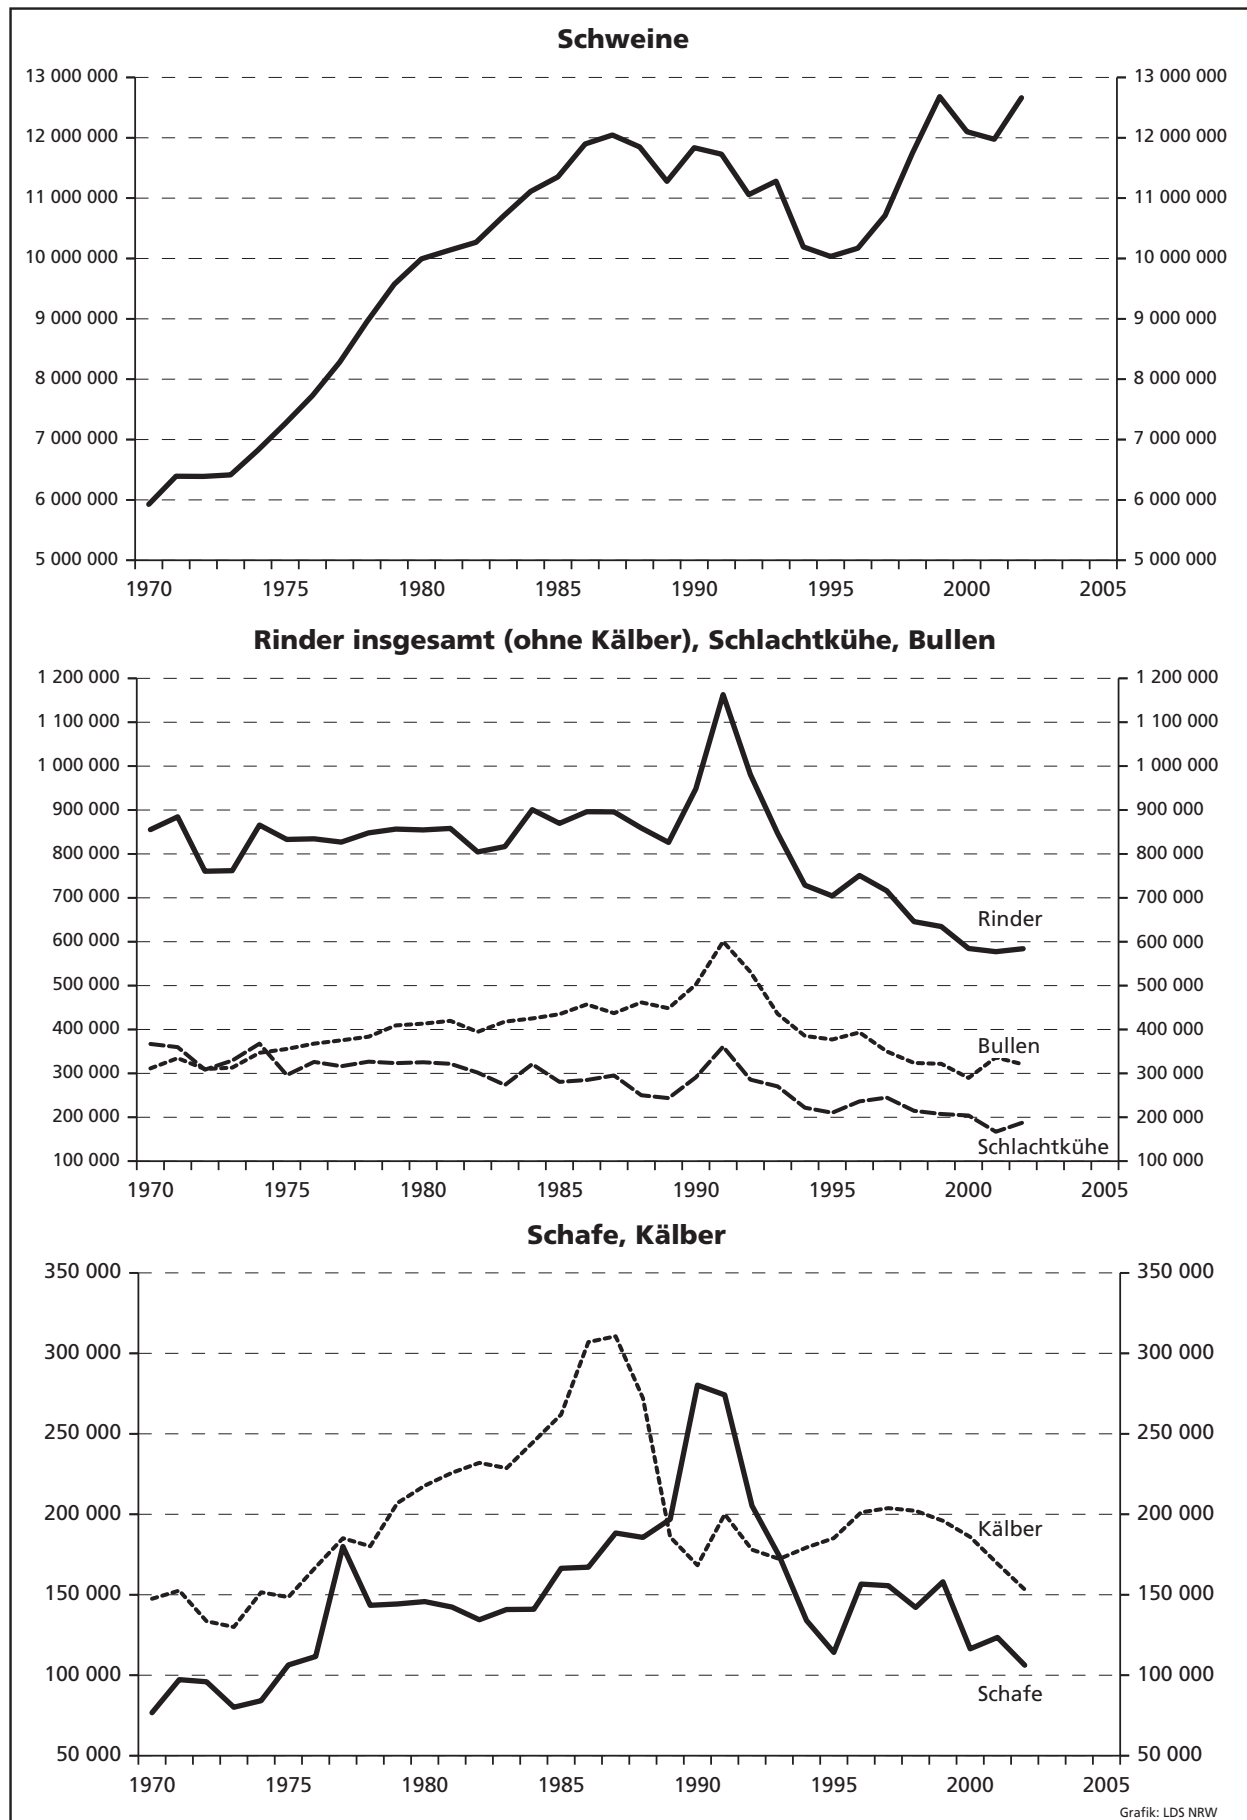 Schweine
13 000 000 13 000 000
12 000 000 12 000 000
11 000 000 11 000 000
10 000 000 10 000 000
9 000 000 9 000 000
8 000 000 8 000 000
7 000 000 7 000 000
6 000 000 6 000 000
5 000 000 5 000 000
1970 1975 1980 1985 1990 1995 2000 2005
Rinder insgesamt (ohne Kälber), Schlachtkühe, Bullen
1 200 000 1 200 000
1 100 000 1 100 000
1 000 000 1 000 000
900 000 900 000
800 000 800 000
700 000 700 000
Rinder
600 000 600 000
500 000 500 000
400 000 400 000
Bullen
300 000 300 000
200 000 200 000
Schlachtkühe
100 000 100 000
1970 1975 1980 1985 1990 1995 2000 2005
Schafe, Kälber
350 000 350 000
300 000 300 000
250 000 250 000
200 000 200 000
Kälber
150 000 150 000
100 000 100 000
Schafe
50 000 50 000
1970 1975 1980 1985 1990 1995 2000 2005
Grafik: LDS NRW